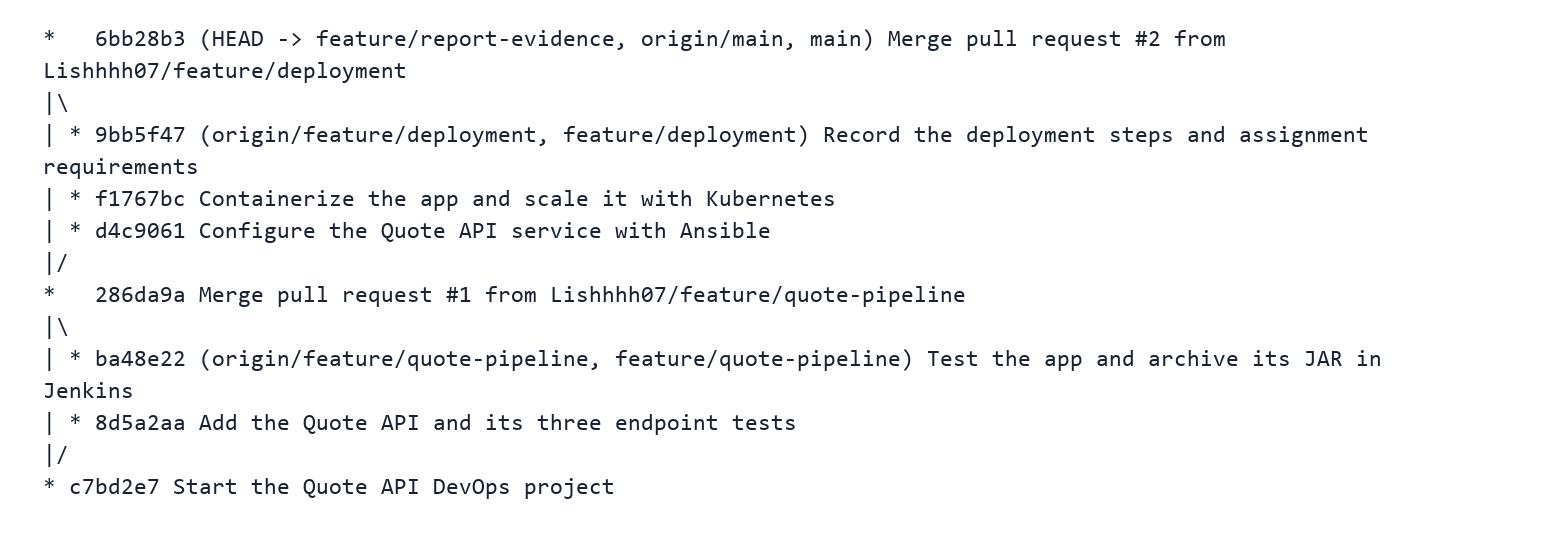 *   6bb28b3 (HEAD -> feature/report-evidence, origin/main, main) Merge pull request #2 from
Lishhhh07/feature/deployment
|\
| * 9bb5f47 (origin/feature/deployment, feature/deployment) Record the deployment steps and assignment
requirements
| * f1767bc Containerize the app and scale it with Kubernetes
| * d4c9061 Configure the Quote API service with Ansible
|/
*   286da9a Merge pull request #1 from Lishhhh07/feature/quote-pipeline
|\
| * ba48e22 (origin/feature/quote-pipeline, feature/quote-pipeline) Test the app and archive its JAR in
Jenkins
| * 8d5a2aa Add the Quote API and its three endpoint tests
|/
* c7bd2e7 Start the Quote API DevOps project